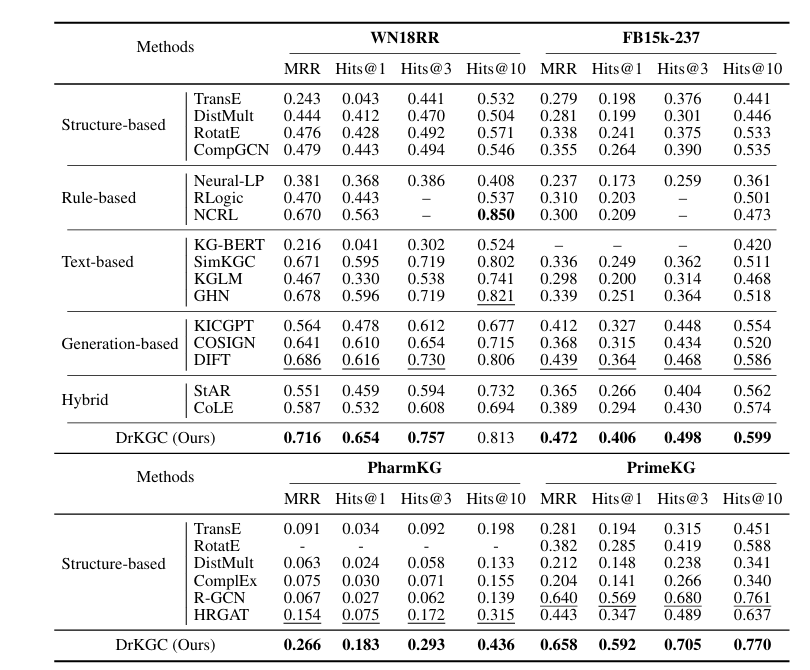 Methods WN18RR FB15k-237
MRR Hits@1 Hits@3 Hits@10 MRR Hits@1 Hits@3 Hits@10
TransE 0.243 0.043 0.441 0.532 0.279 0.198 0.376 0.441
Structure-based DistMult 0.444 0.412 0.470 0.504 0.281 0.199 0.301 0.446
RotatE 0.476 0.428 0.492 0.571 0.338 0.241 0.375 0.533
CompGCN 0.479 0.443 0.494 0.546 0.355 0.264 0.390 0.535
Neural-LP 0.381 0.368 0.386 0.408 0.237 0.173 0.259 0.361
Rule-based RLogic 0.470 0.443 – 0.537 0.310 0.203 – 0.501
NCRL 0.670 0.563 – 0.850 0.300 0.209 – 0.473
KG-BERT 0.216 0.041 0.302 0.524 – – – 0.420
Text-based SimKGC 0.671 0.595 0.719 0.802 0.336 0.249 0.362 0.511
KGLM 0.467 0.330 0.538 0.741 0.298 0.200 0.314 0.468
GHN 0.678 0.596 0.719 0.821 0.339 0.251 0.364 0.518
KICGPT 0.564 0.478 0.612 0.677 0.412 0.327 0.448 0.554
Generation-based COSIGN 0.641 0.610 0.654 0.715 0.368 0.315 0.434 0.520
DIFT 0.686 0.616 0.730 0.806 0.439 0.364 0.468 0.586
Hybrid StAR 0.551 0.459 0.594 0.732 0.365 0.266 0.404 0.562
CoLE 0.587 0.532 0.608 0.694 0.389 0.294 0.430 0.574
DrKGC (Ours) 0.716 0.654 0.757 0.813 0.472 0.406 0.498 0.599
Methods PharmKG PrimeKG
MRR Hits@1 Hits@3 Hits@10 MRR Hits@1 Hits@3 Hits@10
TransE 0.091 0.034 0.092 0.198 0.281 0.194 0.315 0.451
RotatE - - - - 0.382 0.285 0.419 0.588
Structure-based DistMult 0.063 0.024 0.058 0.133 0.212 0.148 0.238 0.341
ComplEx 0.075 0.030 0.071 0.155 0.204 0.141 0.266 0.340
R-GCN 0.067 0.027 0.062 0.139 0.640 0.569 0.680 0.761
HRGAT 0.154 0.075 0.172 0.315 0.443 0.347 0.489 0.637
DrKGC (Ours) 0.266 0.183 0.293 0.436 0.658 0.592 0.705 0.770